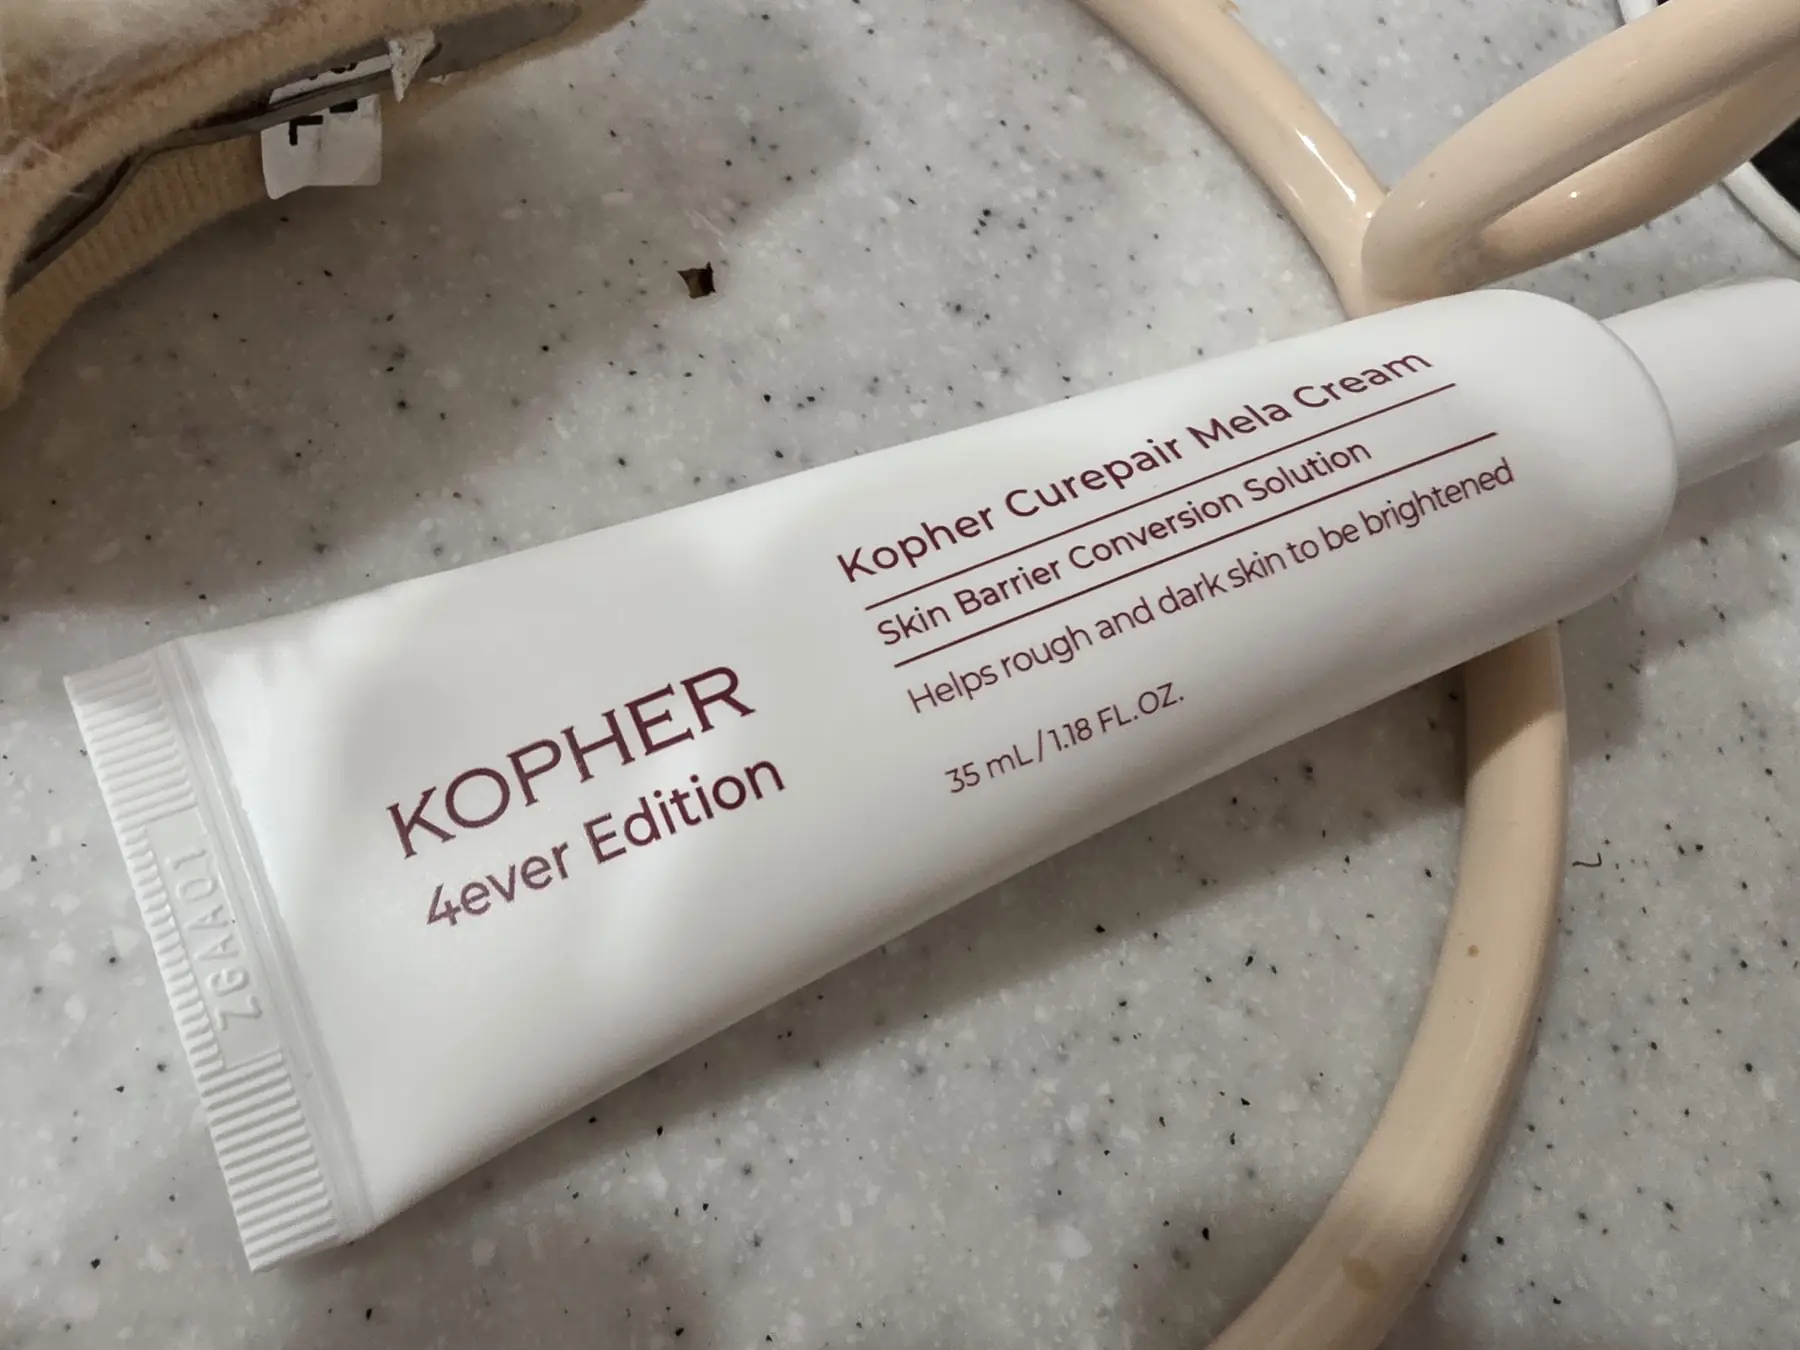 KOPHER
4ever Edition
Kopher Curepair Mela Cream
Skin Barrier Conversion Solution
Helps rough and dark skin to be brightened
35 mL / 1.18 FL.OZ.
Z6AA01